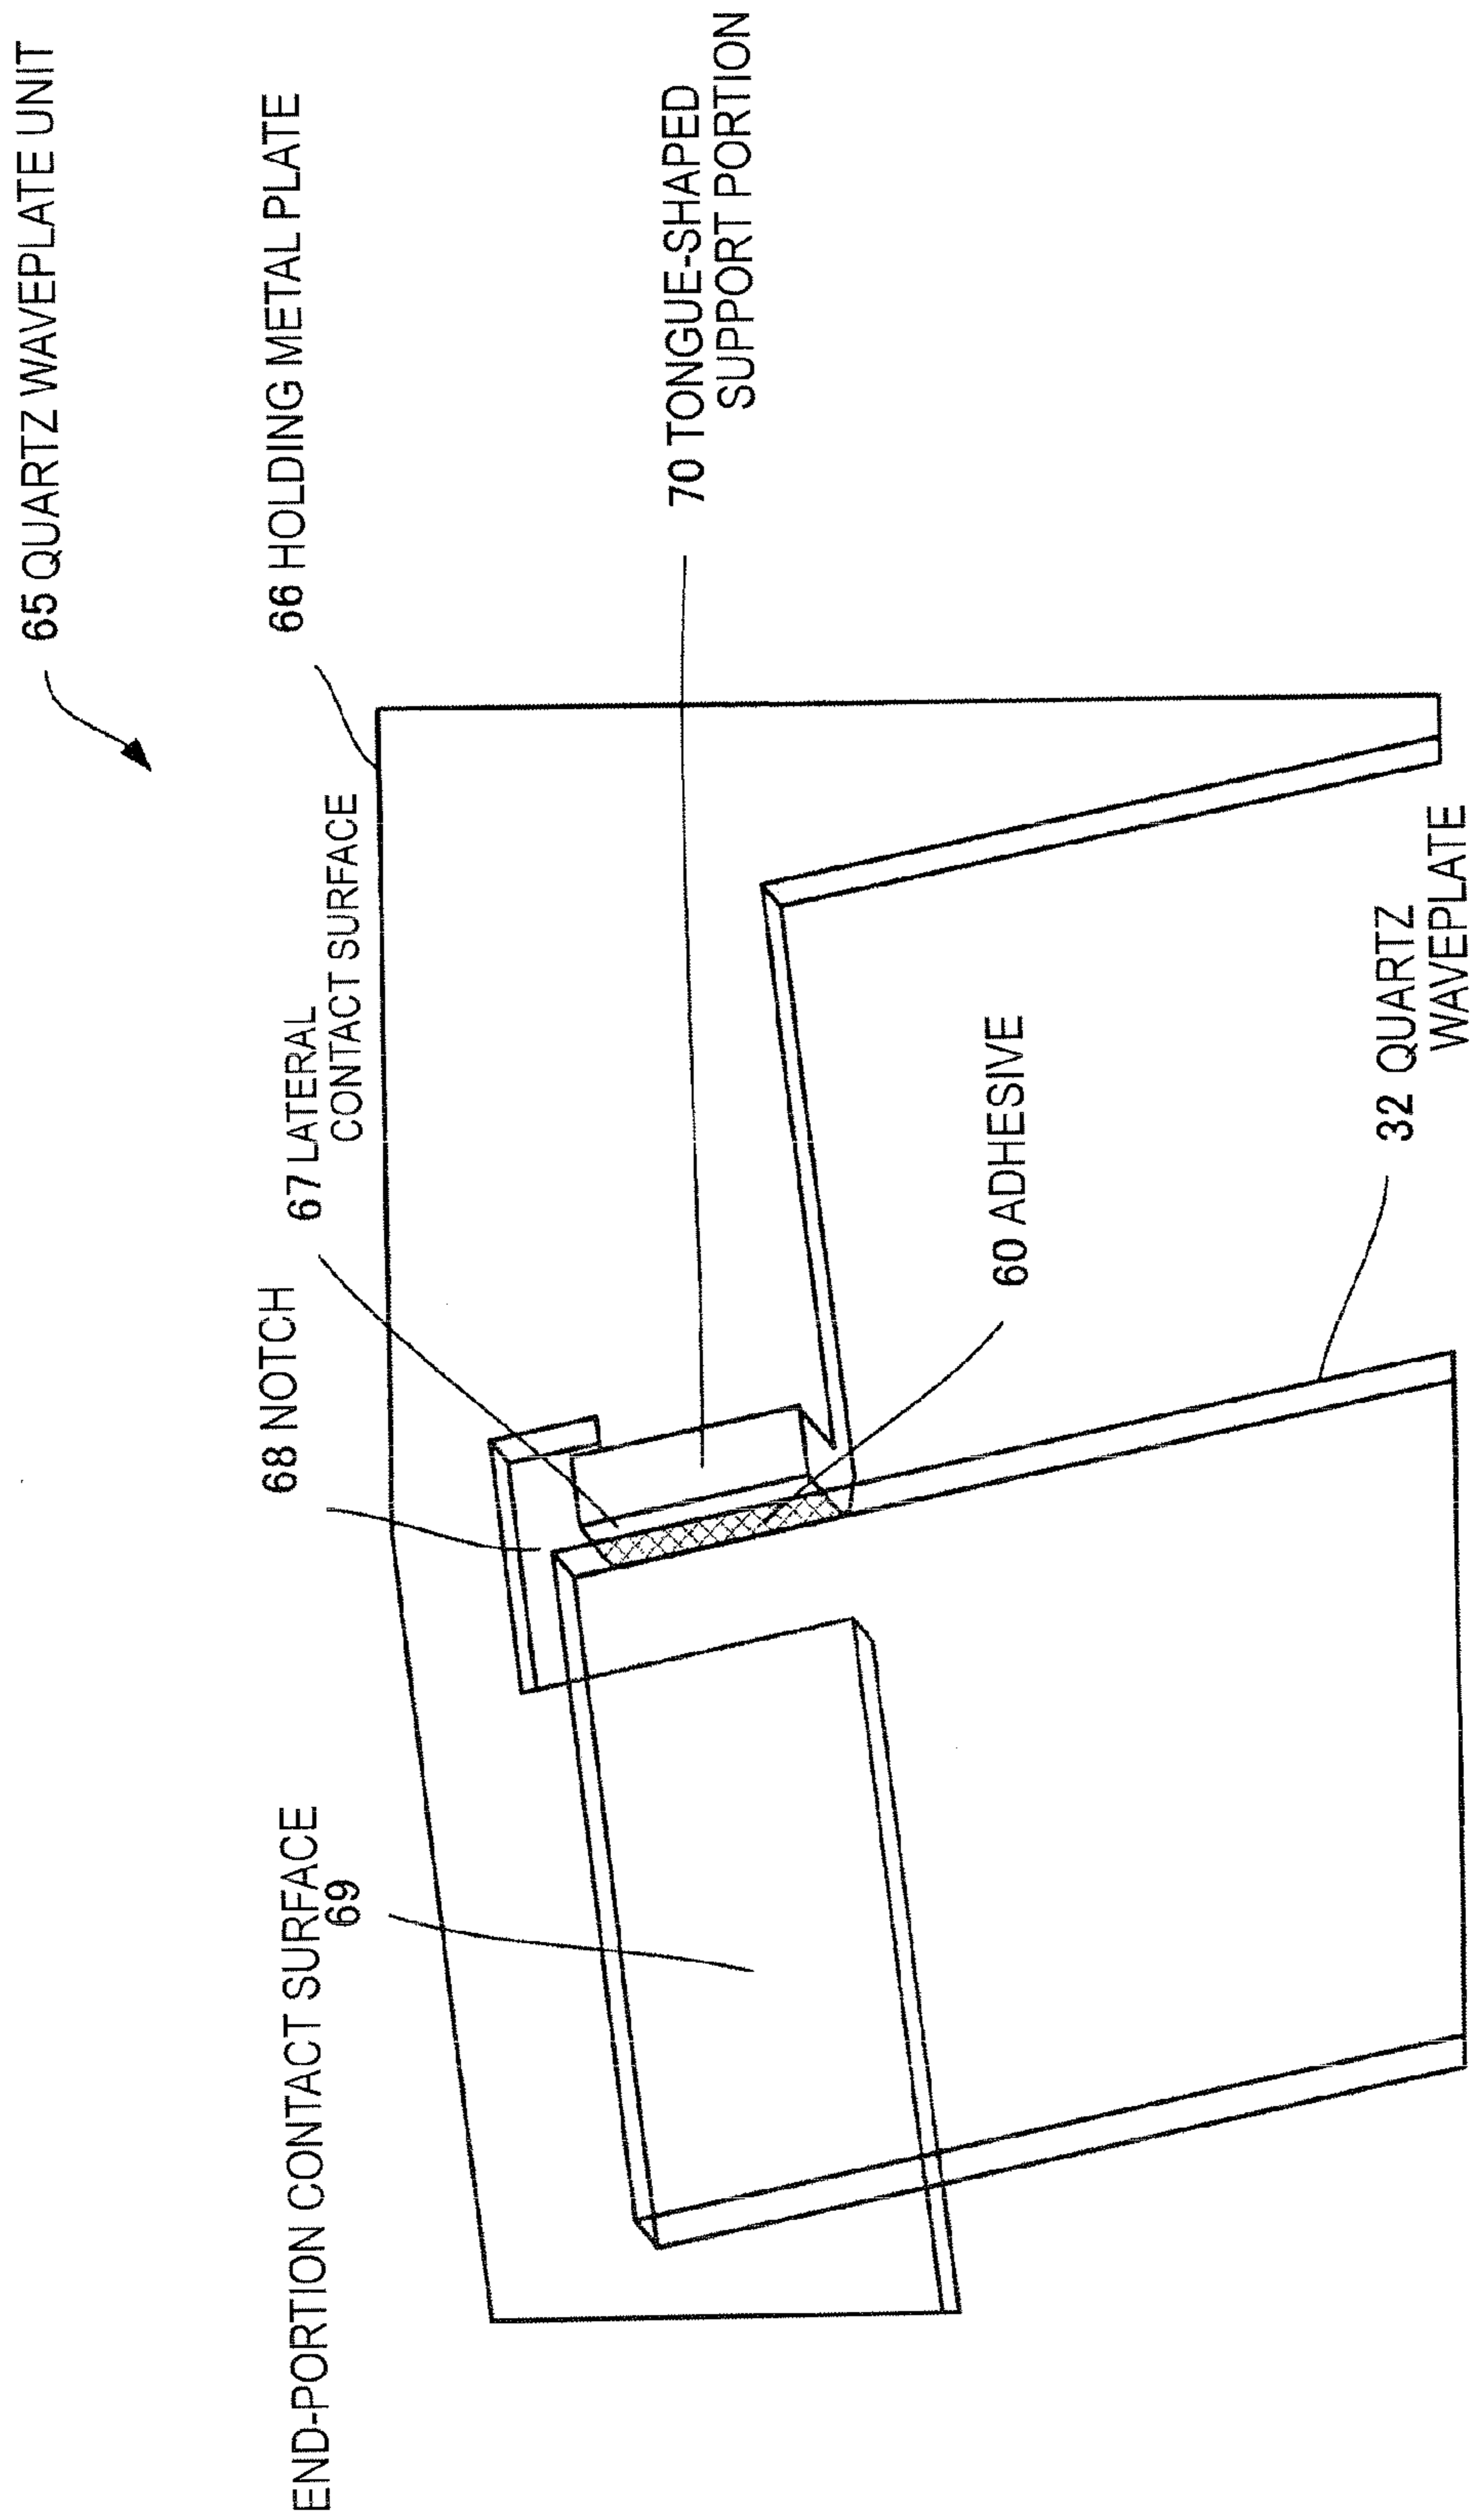 65 QUARTZ WAVEPLATE UNIT
66 HOLDING METAL PLATE
67 LATERAL
CONTACT SURFACE
68 NOTCH
END-PORTION CONTACT SURFACE
69
70 TONGUE-SHAPED
SUPPORT PORTION
60 ADHESIVE
32 QUARTZ
WAVEPLATE